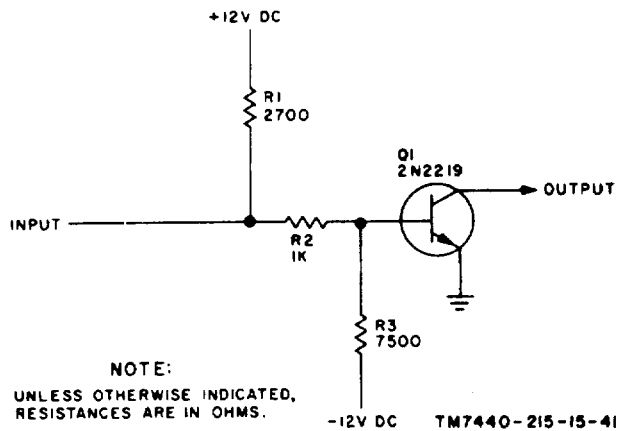 +12V DC
R1
2700
Q1
2N2219
OUTPUT
INPUT
R2
1K
R3
7500
NOTE:
UNLESS OTHERWISE INDICATED,
RESISTANCES ARE IN OHMS.
-12V DC
TM7440-215-15-41